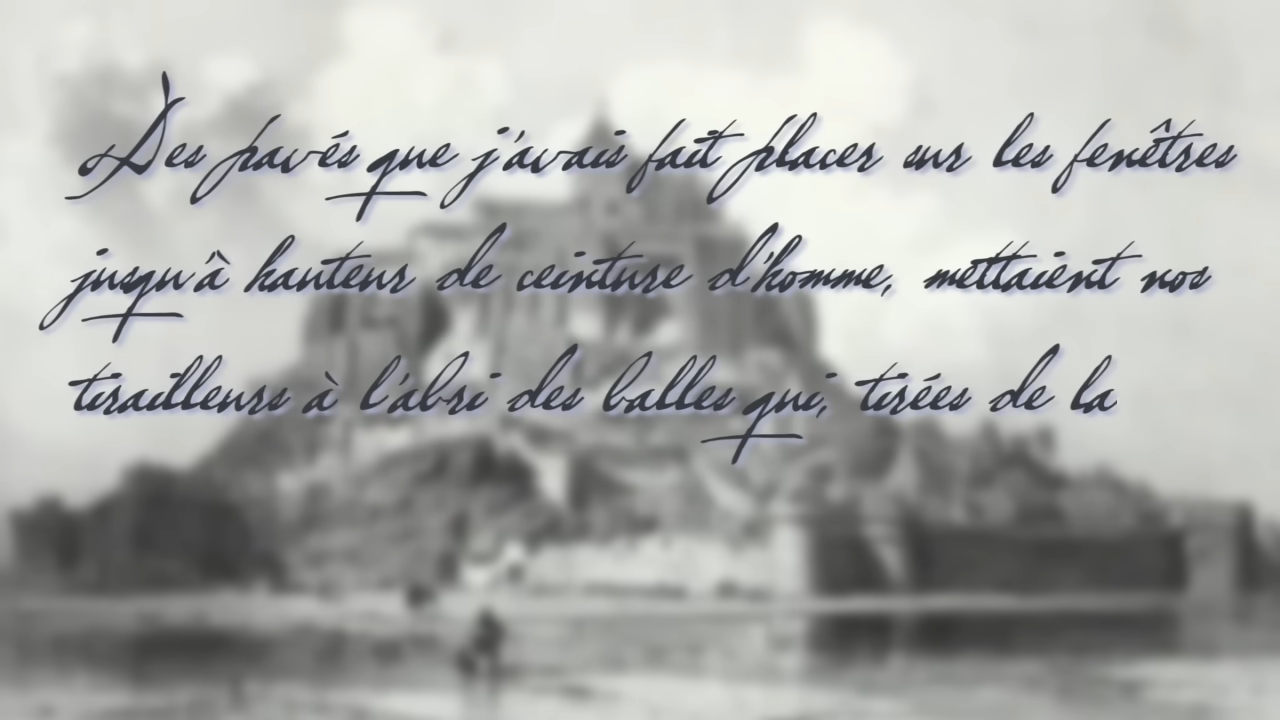 Des pavés que j'avais fait placer sur les fenêtres
jusqu'à hauteur de ceinture d'homme, mettaient nos
tirailleurs à l'abri des balles qui, tirées de la